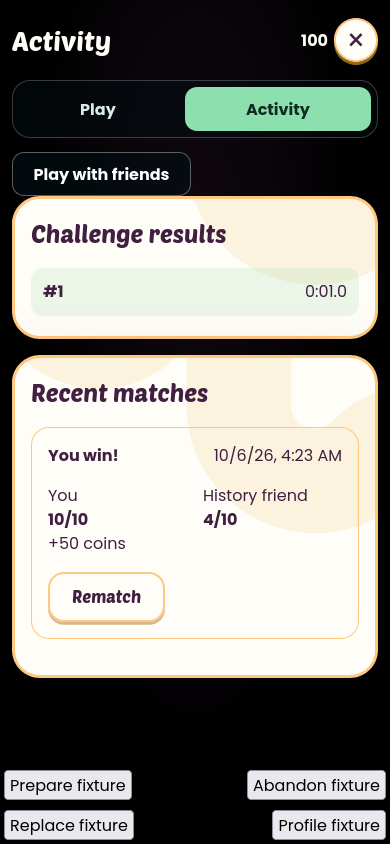 Activity
100 ×
Play Activity
Play with friends
Challenge results
#1 0:01.0
Recent matches
You win! 10/6/26, 4:23 AM
You History friend
10/10 4/10
+50 coins
Rematch
Prepare fixture Abandon fixture
Replace fixture Profile fixture